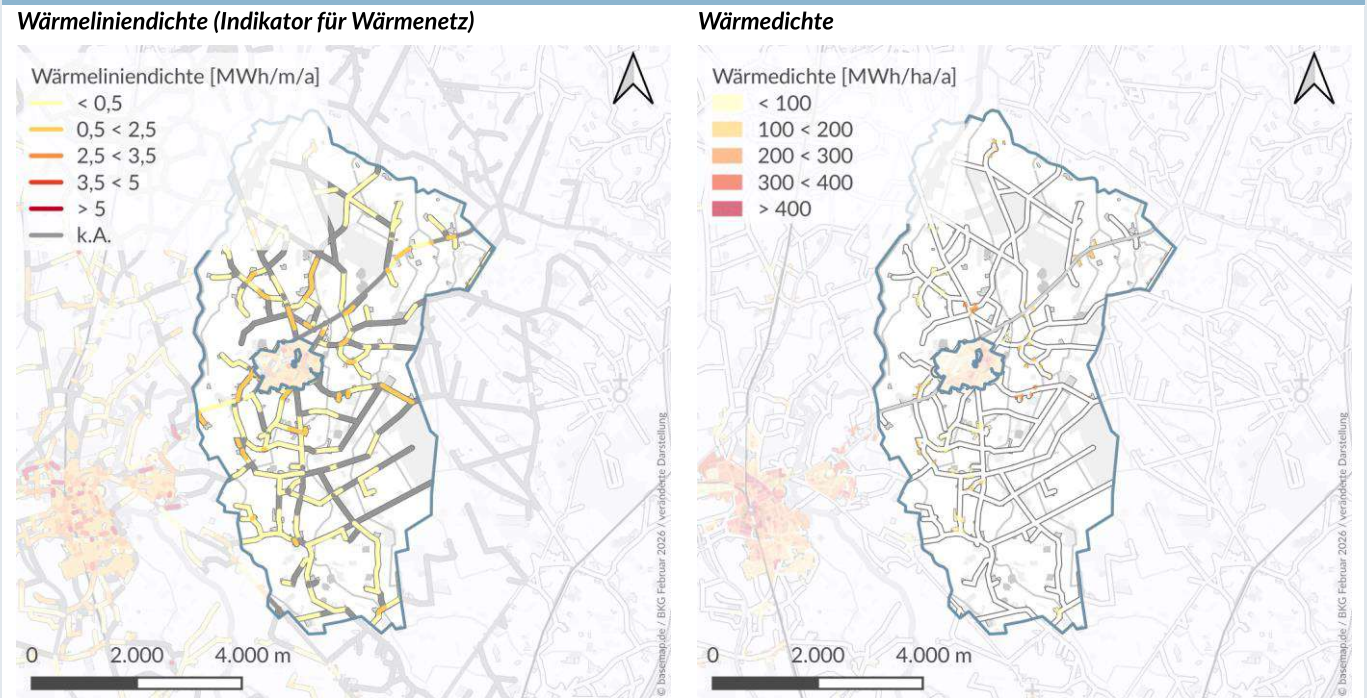 Wärmeliniendichte (Indikator für Wärmenetz)
Wärmeliniendichte [MWh/m/a]
< 0,5
0,5 < 2,5
2,5 < 3,5
3,5 < 5
> 5
k.A.
0 2.000 4.000 m
© basemap.de / BKG Februar 2026 / veränderte Darstellung
Wärmedichte
Wärmedichte [MWh/ha/a]
< 100
100 < 200
200 < 300
300 < 400
> 400
0 2.000 4.000 m
© basemap.de / BKG Februar 2026 / veränderte Darstellung